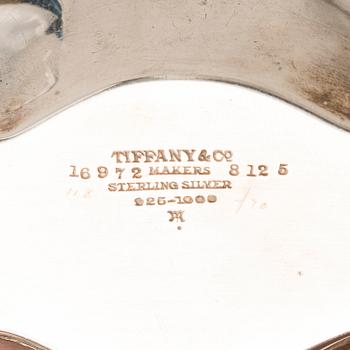 TIFFANY & Co
16972 MAKERS 8125
STERLING SILVER
925-1000
M